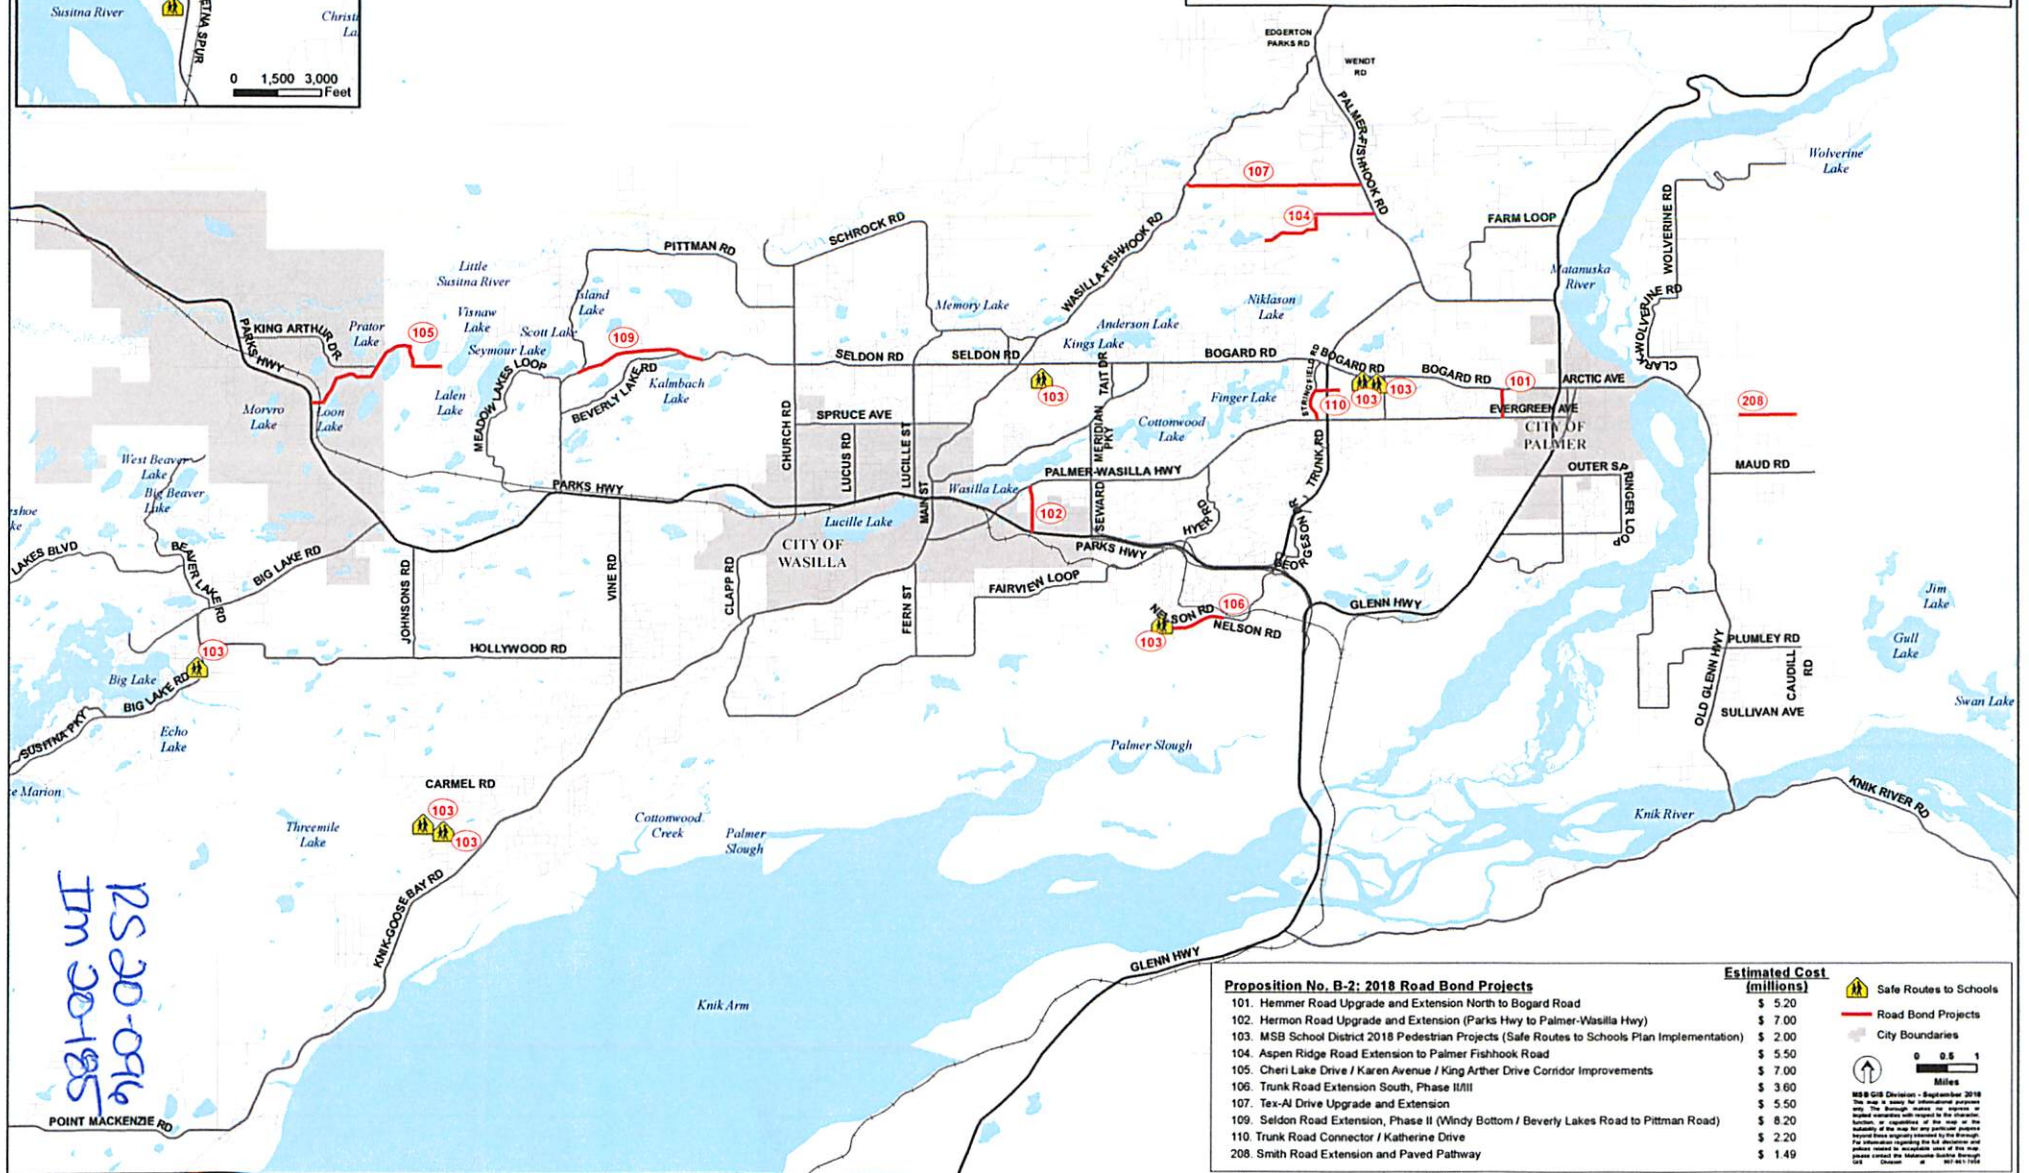 Susitna River
ETNA SPUR
Christi
La
0 1,500 3,000
Feet
EDGERTON
PARKS RD
WENDT
RD
PALMER-FISHHOOK RD
Wolverine
Lake
107
104
FARM LOOP
WOLVERINE RD
SCHROCK RD
PITTMAN RD
WASILLA-FISHHOOK RD
Matanuska
River
Little
Susitna River
Island
Lake
Memory Lake
Niklason
Lake
WOLVERINE RD
KING ARTHUR DR
PARKS HWY
Prator
Lake
105
Visnaw
Lake
Scott Lake
Seymour Lake
109
Anderson Lake
Kings Lake
SELDON RD
SELDON RD
BOGARD RD
BOGARD RD
BOGARD RD
101
ARCTIC AVE
CLARK-WOLVERINE RD
MEADOW LAKES LOOP
BEVERLY LAKE RD
Kalmbach
Lake
TAIT DR
STRINGFIELD RD
103
103
103
110
Lalen
Lake
Morvro
Lake
Loon
Lake
Finger Lake
EVERGREEN AVE
CITY OF
PALMER
208
SPRUCE AVE
CHURCH RD
LUCUS RD
LUCILLE ST
MERIDIAN
PKY
Cottonwood
Lake
TRUNK RD
West Beaver
Lake
Big Beaver
Lake
PALMER-WASILLA HWY
OUTER SPRINGER LOOP
MAUD RD
PARKS HWY
Wasilla Lake
MAIN ST
102
SEWARD
HYER RD
rshoe
ke
Lucille Lake
CITY OF
WASILLA
PARKS HWY
LAKES BLVD
BEAVER LAKE RD
BIG LAKE RD
JOHNSONS RD
VINE RD
CLAPP RD
FERN ST
FAIRVIEW LOOP
106
NELSON RD
NELSON RD
103
GLENN HWY
Jim
Lake
Gull
Lake
PLUMLEY RD
CAUDILL
RD
OLD GLENN HWY
SULLIVAN AVE
Swan Lake
103
HOLLYWOOD RD
Big Lake
BIG LAKE RD
SUSITNA PKY
Echo
Lake
Palmer Slough
e Marion
CARMEL RD
103
103
Threemile
Lake
Cottonwood
Creek
Palmer
Slough
Knik River
KNIK RIVER RD
KNIK-GOOSE BAY RD
GLENN HWY
Knik Arm
POINT MACKENZIE RD
RS 20-096
Im 20-185
Proposition No. B-2: 2018 Road Bond Projects Estimated Cost (millions)
101. Hemmer Road Upgrade and Extension North to Bogard Road $ 5.20
102. Hermon Road Upgrade and Extension (Parks Hwy to Palmer-Wasilla Hwy) $ 7.00
103. MSB School District 2018 Pedestrian Projects (Safe Routes to Schools Plan Implementation) $ 2.00
104. Aspen Ridge Road Extension to Palmer Fishhook Road $ 5.50
105. Cheri Lake Drive / Karen Avenue / King Arther Drive Corridor Improvements $ 7.00
106. Trunk Road Extension South, Phase II/III $ 3.60
107. Tex-Al Drive Upgrade and Extension $ 5.50
109. Seldon Road Extension, Phase II (Windy Bottom / Beverly Lakes Road to Pittman Road) $ 8.20
110. Trunk Road Connector / Katherine Drive $ 2.20
208. Smith Road Extension and Paved Pathway $ 1.49
Safe Routes to Schools
Road Bond Projects
City Boundaries
0 0.5 1
Miles
MSB GIS Division - September 2018